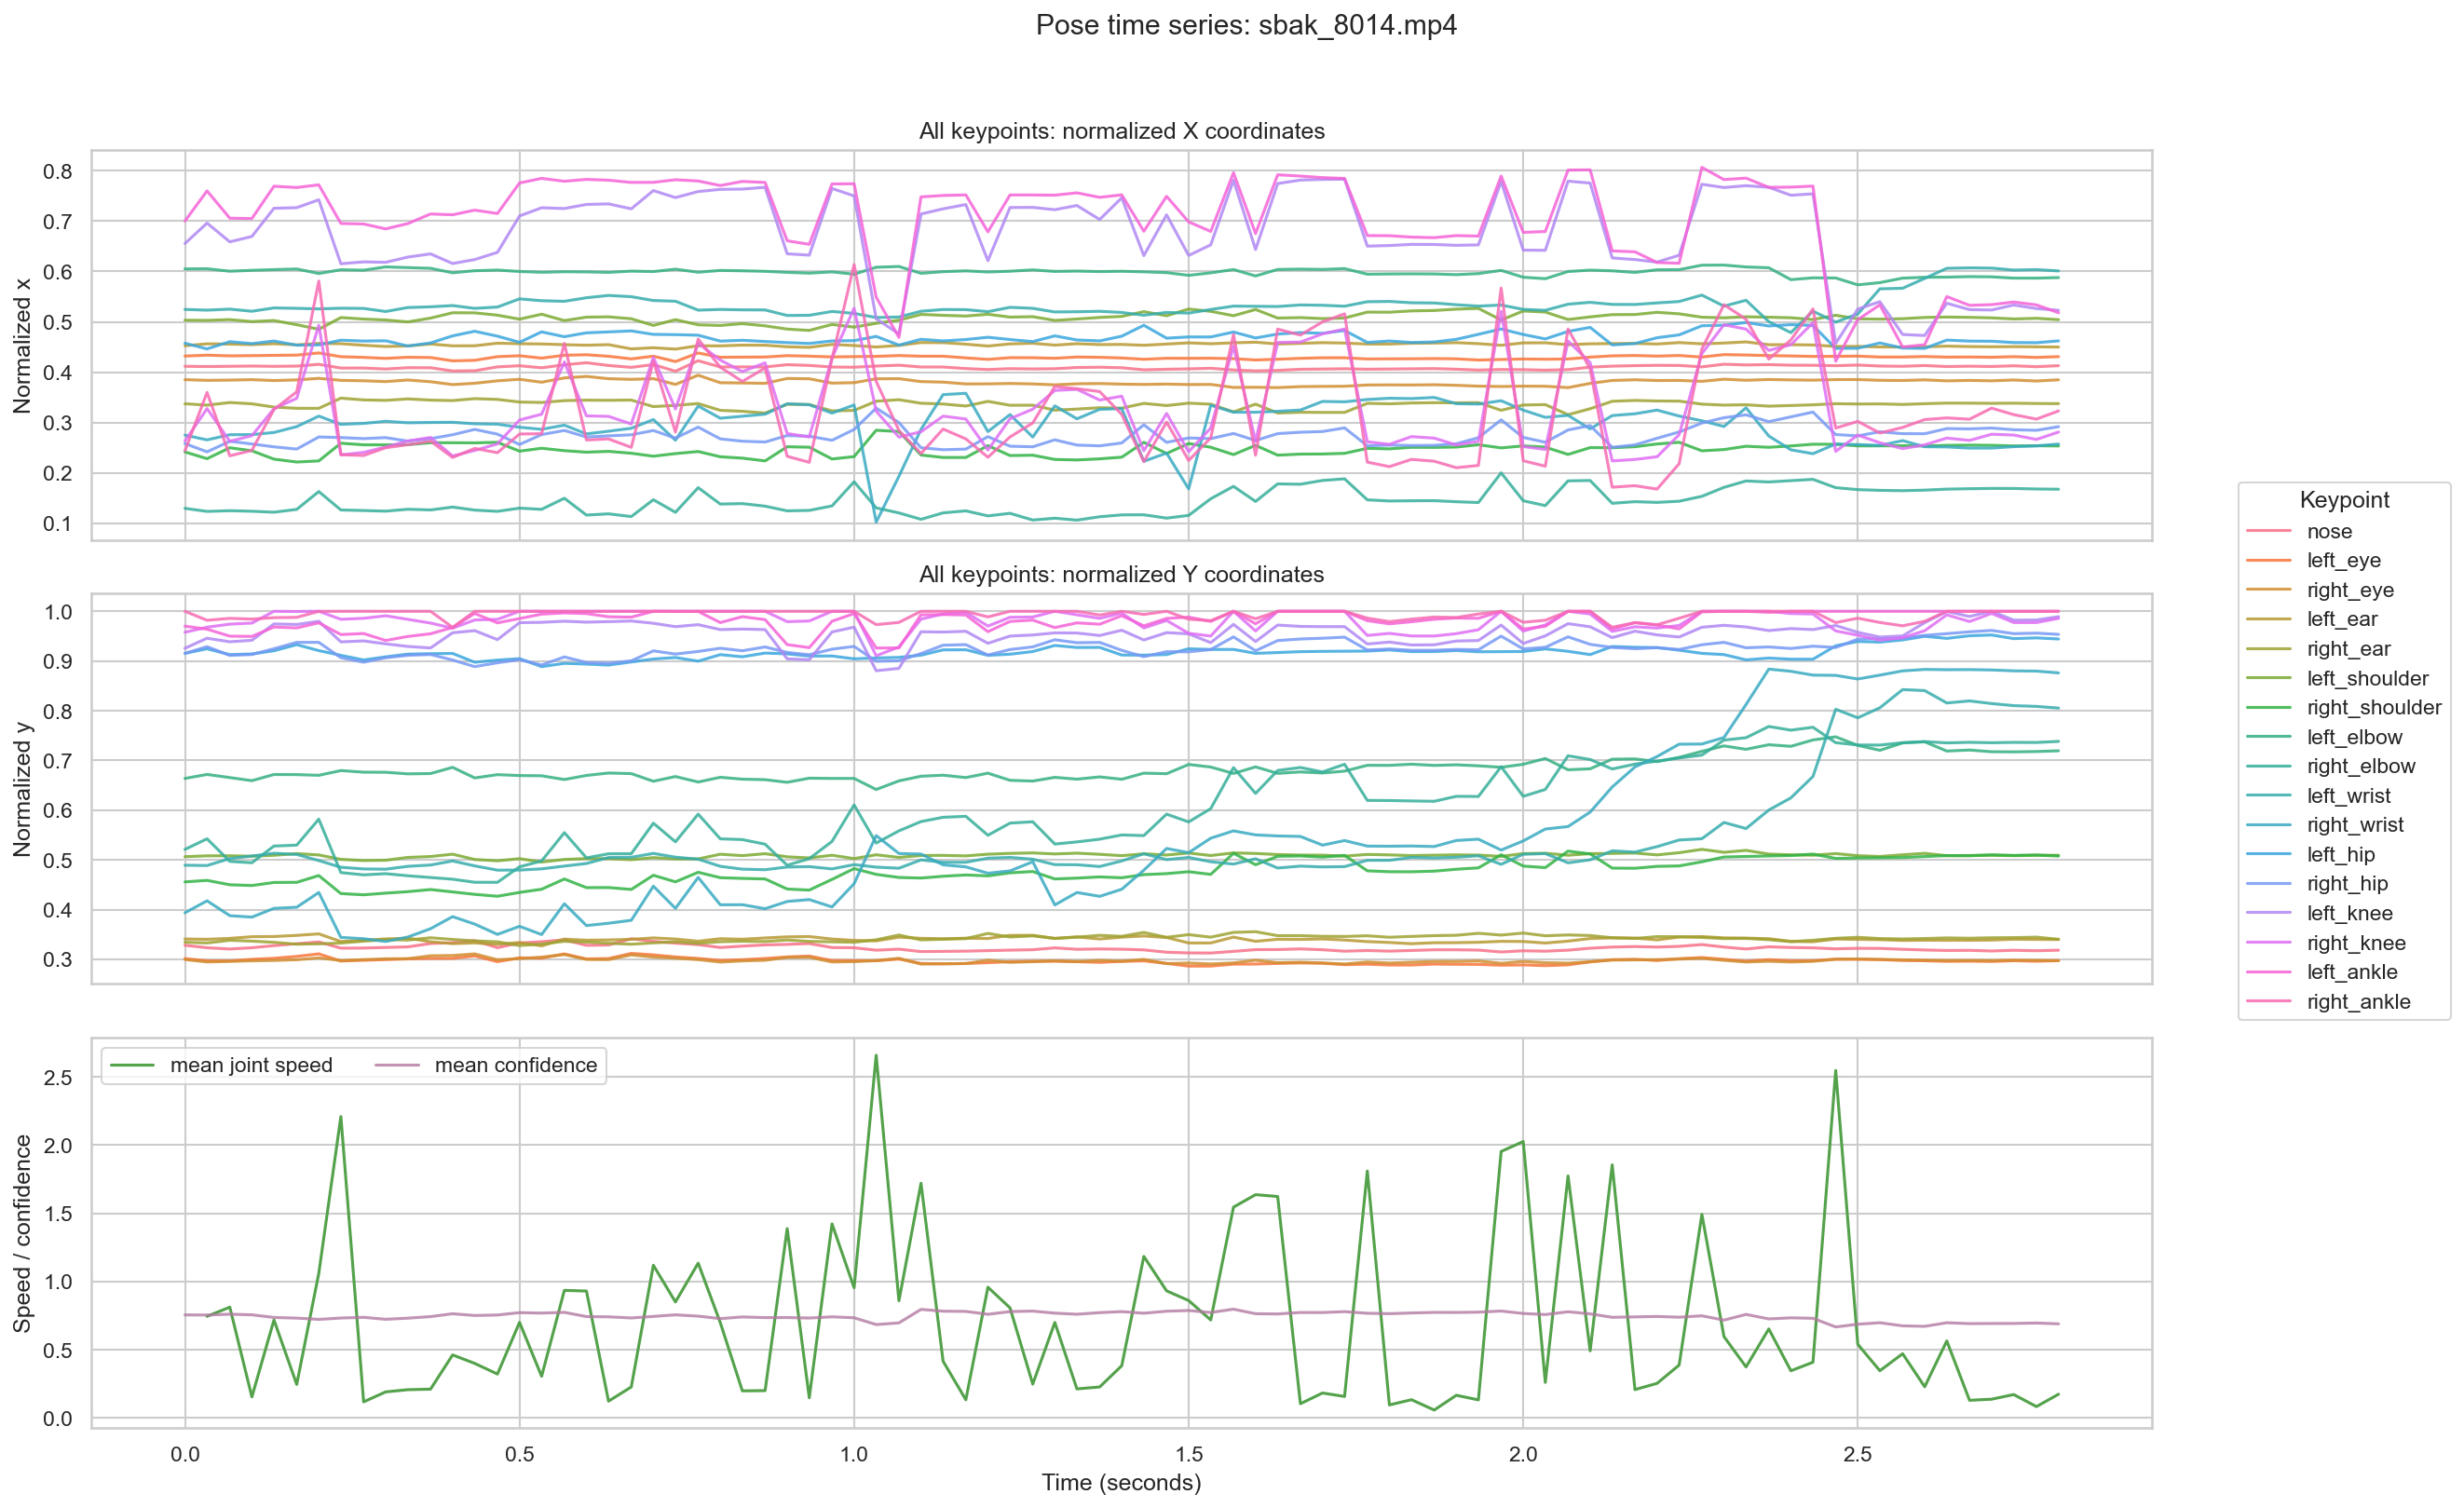 Pose time series: sbak_8014.mp4
All keypoints: normalized X coordinates
Normalized x
0.8
0.7
0.6
0.5
0.4
0.3
0.2
0.1
All keypoints: normalized Y coordinates
Normalized y
1.0
0.9
0.8
0.7
0.6
0.5
0.4
0.3
Keypoint
nose
left_eye
right_eye
left_ear
right_ear
left_shoulder
right_shoulder
left_elbow
right_elbow
left_wrist
right_wrist
left_hip
right_hip
left_knee
right_knee
left_ankle
right_ankle
mean joint speed mean confidence
Speed / confidence
2.5
2.0
1.5
1.0
0.5
0.0
0.0 0.5 1.0 1.5 2.0 2.5
Time (seconds)